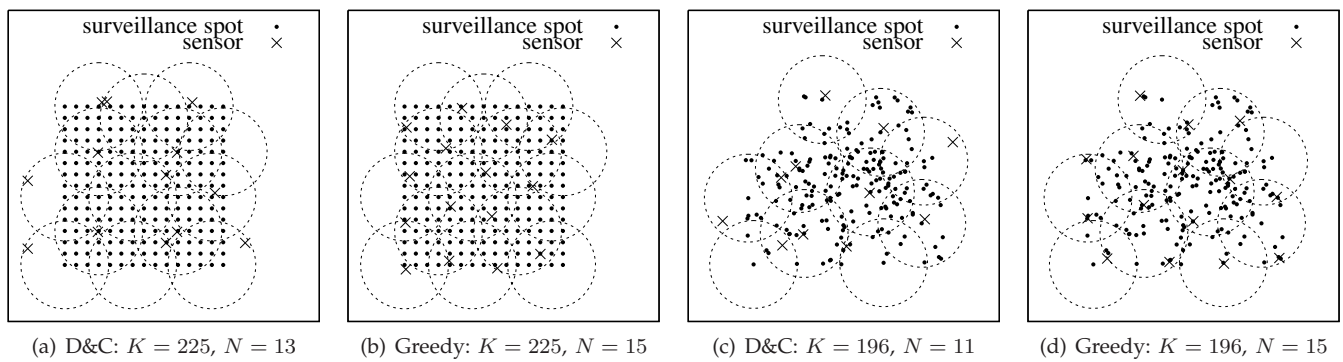 surveillance spot
sensor
surveillance spot
sensor
surveillance spot
sensor
surveillance spot
sensor
(a) D&C: K = 225, N = 13
(b) Greedy: K = 225, N = 15
(c) D&C: K = 196, N = 11
(d) Greedy: K = 196, N = 15